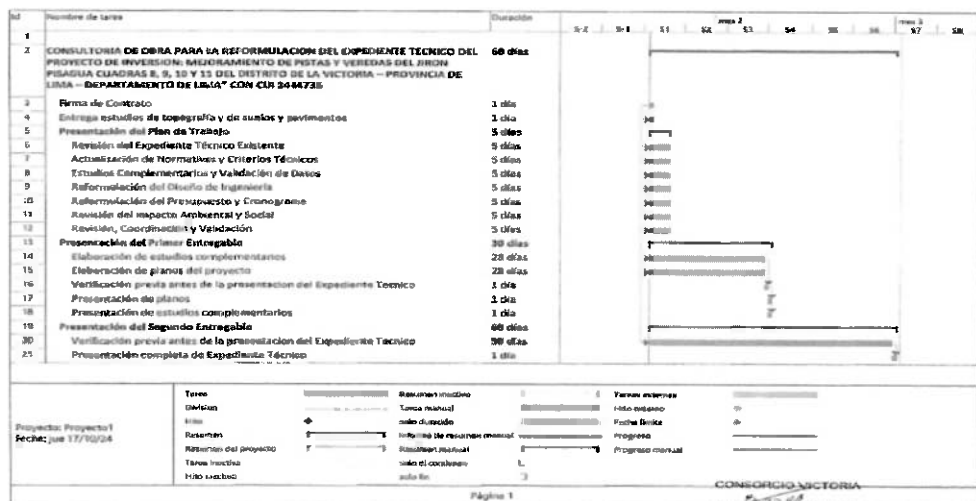 Id Nombre de tarea Duración mes 2 mes 3
S-2 S-1 S1 S2 S3 S4 S5 S6 S7 S8
1
2 CONSULTORIA DE OBRA PARA LA REFORMULACION DEL EXPEDIENTE TECNICO DEL 60 días
PROYECTO DE INVERSION: MEJORAMIENTO DE PISTAS Y VEREDAS DEL JIRON
PISAGUA CUADRAS 8, 9, 10 Y 11 DEL DISTRITO DE LA VICTORIA – PROVINCIA DE
LIMA – DEPARTAMENTO DE LIMA" CON CUI
3 Firma de Contrato 1 día
4 Entrega estudios de topografía y de suelos y pavimentos 1 día
5 Presentación del Plan de Trabajo 5 días
6 Revisión del Expediente Técnico Existente 5 días
7 Actualización de Normativas y Criterios Técnicos 5 días
8 Estudios Complementarios y Validación de Datos 5 días
9 Reformulación del Diseño de Ingeniería 5 días
10 Reformulación del Presupuesto y Cronograma 5 días
11 Revisión del Impacto Ambiental y Social 5 días
12 Revisión, Coordinación y Validación 5 días
13 Presentación del Primer Entregable 30 días
14 Elaboración de estudios complementarios 28 días
15 Elaboración de planos del proyecto 28 días
16 Verificación previa antes de la presentacion del Expediente Tecnico 1 día
17 Presentación de planos 1 día
18 Presentación de estudios complementarios 1 día
19 Presentación del Segundo Entregable 60 días
20 Verificación previa antes de la presentacion del Expediente Tecnico
Presentación completa de Expediente Técnico 1 día
Proyecto: Proyecto1
Fecha: jue 17/10/24
Tarea Resumen inactivo Tareas externas
División Tarea manual Hito externo
Hito solo duración Fecha límite
Resumen Informe de resumen manual Progreso
Resumen del proyecto Resumen manual Progreso manual
Tarea inactiva solo el comienzo
Hito inactivo solo fin
Página 1
CONSORCIO VICTORIA